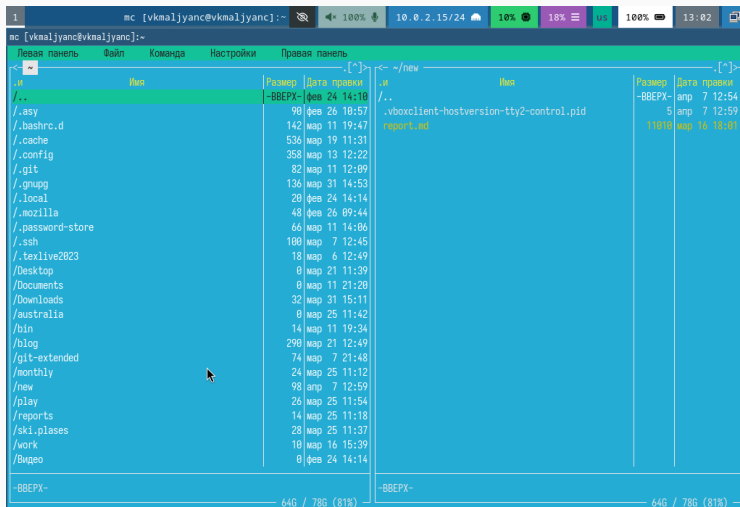 1 mc [vkmaljyanc@vkmaljyanc]:~ 100% 10.0.2.15/24 10% 18% us 100% 13:02
mc [vkmaljyanc@vkmaljyanc]:~
Левая панель Файл Команда Настройки Правая панель
<- ~ .[^]> <- ~/new .[^]>
.и Имя Размер Дата правки .и Имя Размер Дата правки
/.. -ВВЕРХ- фев 24 14:10 /.. -ВВЕРХ- апр 7 12:54
/.asy 90 фев 26 10:57 .vboxclient-hostversion-tty2-control.pid 5 апр 7 12:59
/.bashrc.d 142 мар 11 19:47 report.md 11010 мар 16 18:01
/.cache 536 мар 19 11:31
/.config 358 мар 13 12:22
/.git 82 мар 11 12:09
/.gnupg 136 мар 31 14:53
/.local 20 фев 24 14:14
/.mozilla 48 фев 26 09:44
/.password-store 66 мар 11 14:06
/.ssh 100 мар 7 12:45
/.texlive2023 18 мар 6 12:49
/Desktop 0 мар 21 11:39
/Documents 0 мар 11 21:20
/Downloads 32 мар 31 15:11
/australia 0 мар 25 11:42
/bin 14 мар 11 19:34
/blog 290 мар 21 12:49
/git-extended 74 мар 7 21:48
/monthly 24 мар 25 11:12
/new 98 апр 7 12:59
/play 26 мар 25 11:54
/reports 14 мар 25 11:18
/ski.plases 28 мар 25 11:37
/work 10 мар 16 15:39
/Видео 0 фев 24 14:14
-ВВЕРХ- -ВВЕРХ-
64G / 78G (81%) 64G / 78G (81%)